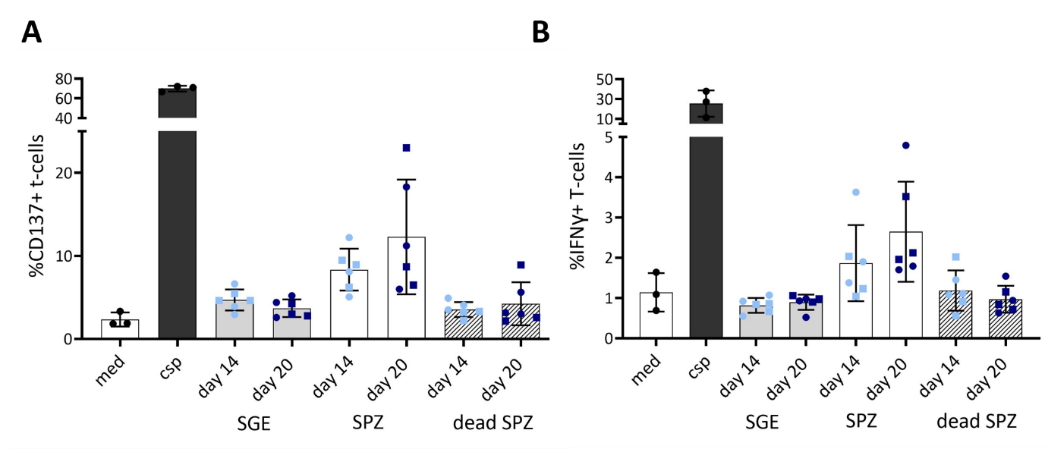 A
%CD137+ t-cells
80
60
40
20
10
0
med
csp
day 14
day 20
day 14
day 20
day 14
day 20
SGE
SPZ
dead SPZ
B
%IFNγ+ T-cells
50
30
10
5
4
3
2
1
0
med
csp
day 14
day 20
day 14
day 20
day 14
day 20
SGE
SPZ
dead SPZ